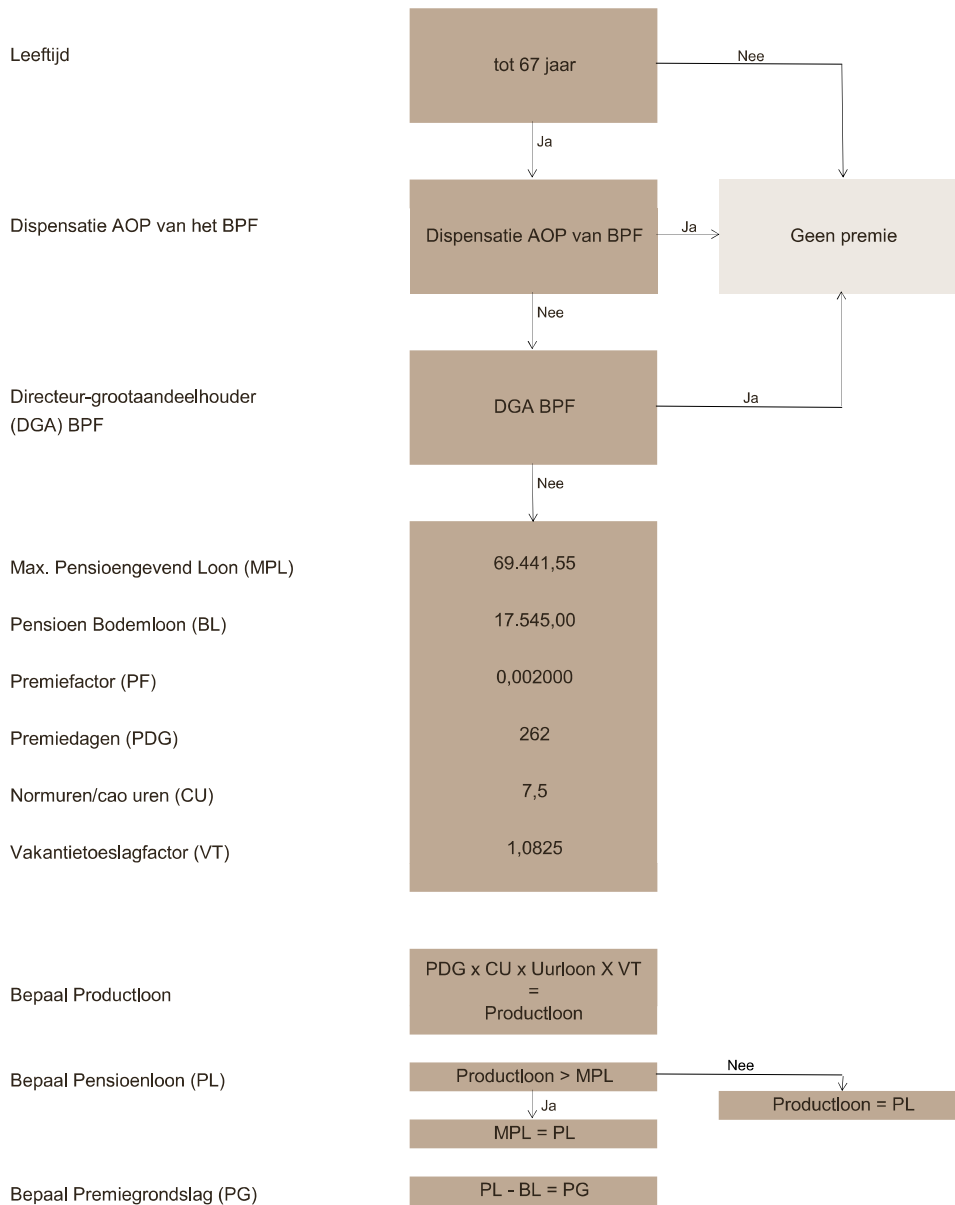 Leeftijd
tot 67 jaar
Nee
Ja
Dispensatie AOP van het BPF
Dispensatie AOP van BPF
Ja
Geen premie
Nee
Directeur-grootaandeelhouder
(DGA) BPF
DGA BPF
Ja
Nee
Max. Pensioengevend Loon (MPL)
69.441,55
Pensioen Bodemloon (BL)
17.545,00
Premiefactor (PF)
0,002000
Premiedagen (PDG)
262
Normuren/cao uren (CU)
7,5
Vakantietoeslagfactor (VT)
1,0825
Bepaal Productloon
PDG x CU x Uurloon X VT
=
Productloon
Bepaal Pensioenloon (PL)
Productloon > MPL
Nee
Ja
Productloon = PL
MPL = PL
Bepaal Premiegrondslag (PG)
PL - BL = PG